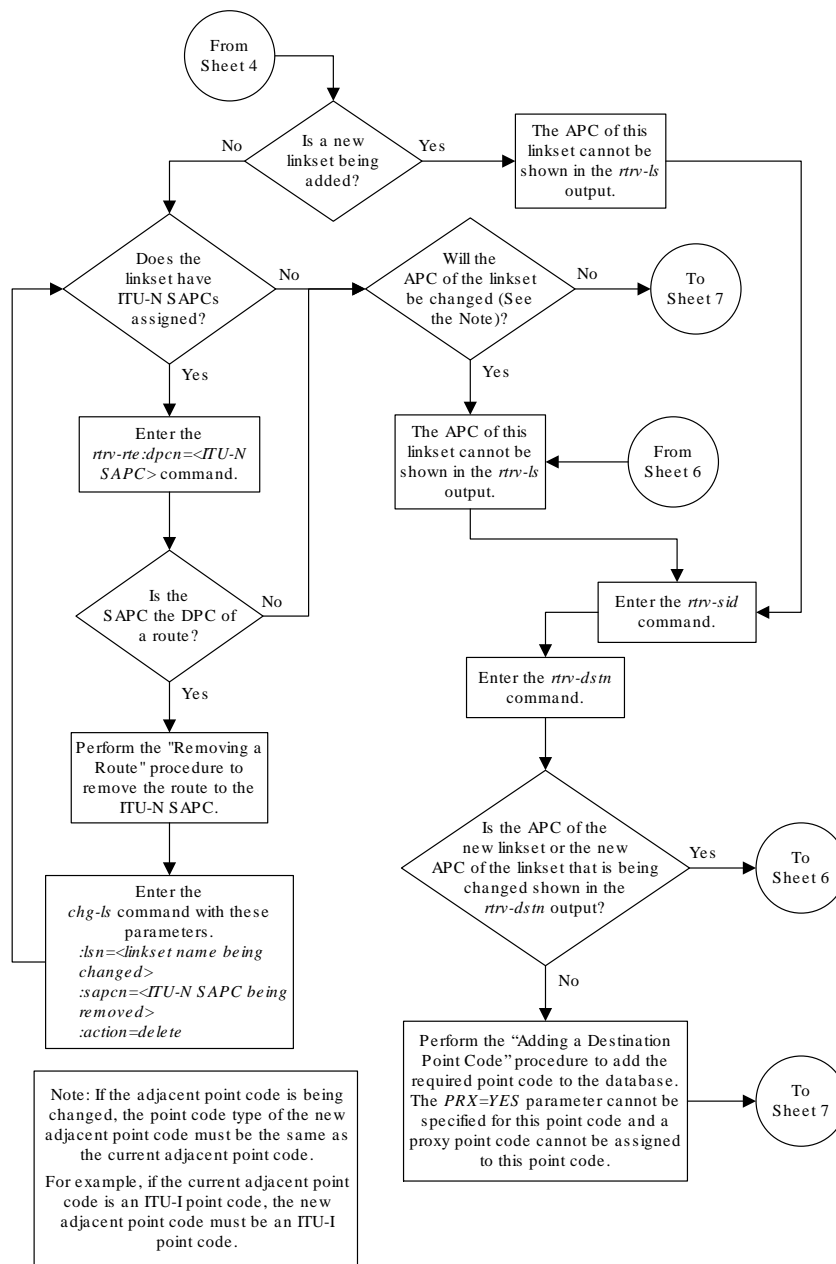 From
Sheet 4
Is a new
linkset being
added?
No
Yes
The APC of this
linkset cannot be
shown in the rtrv-ls
output.
Does the
linkset have
ITU-N SAPCs
assigned?
No
Yes
Will the
APC of the linkset
be changed (See
the Note)?
No
Yes
To
Sheet 7
Enter the
rtrv-rte:dpcn=<ITU-N
SAPC> command.
The APC of this
linkset cannot be
shown in the rtrv-ls
output.
From
Sheet 6
Is the
SAPC the DPC of
a route?
No
Yes
Enter the rtrv-sid
command.
Enter the rtrv-dstn
command.
Perform the "Removing a
Route" procedure to
remove the route to the
ITU-N SAPC.
Is the APC of the
new linkset or the new
APC of the linkset that is being
changed shown in the
rtrv-dstn output?
Yes
No
To
Sheet 6
Enter the
chg-ls command with these
parameters.
:lsn=<linkset name being
changed>
:sapcn=<ITU-N SAPC being
removed>
:action=delete
Perform the “Adding a Destination
Point Code” procedure to add the
required point code to the database.
The PRX=YES parameter cannot be
specified for this point code and a
proxy point code cannot be assigned
to this point code.
To
Sheet 7
Note: If the adjacent point code is being
changed, the point code type of the new
adjacent point code must be the same as
the current adjacent point code.
For example, if the current adjacent point
code is an ITU-I point code, the new
adjacent point code must be an ITU-I
point code.